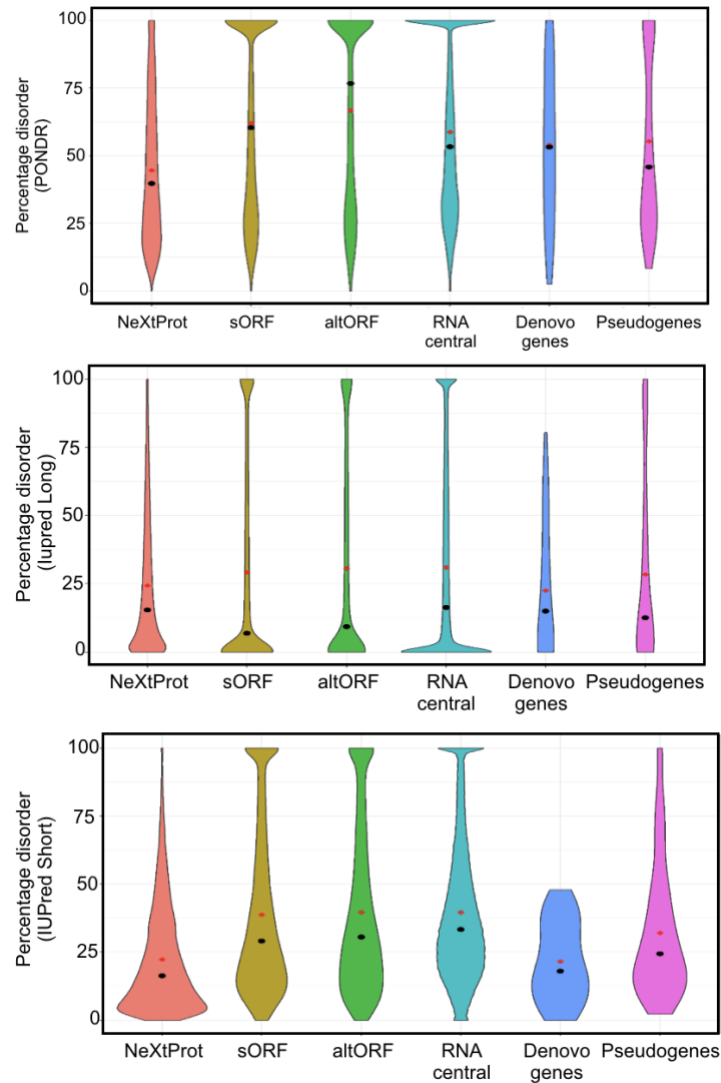 Percentage disorder
(PONDR)
100
75
50
25
0
NeXtProt sORF altORF RNA central Denovo genes Pseudogenes
Percentage disorder
(Iupred Long)
100
75
50
25
0
NeXtProt sORF altORF RNA central Denovo genes Pseudogenes
Percentage disorder
(IUPred Short)
100
75
50
25
0
NeXtProt sORF altORF RNA central Denovo genes Pseudogenes